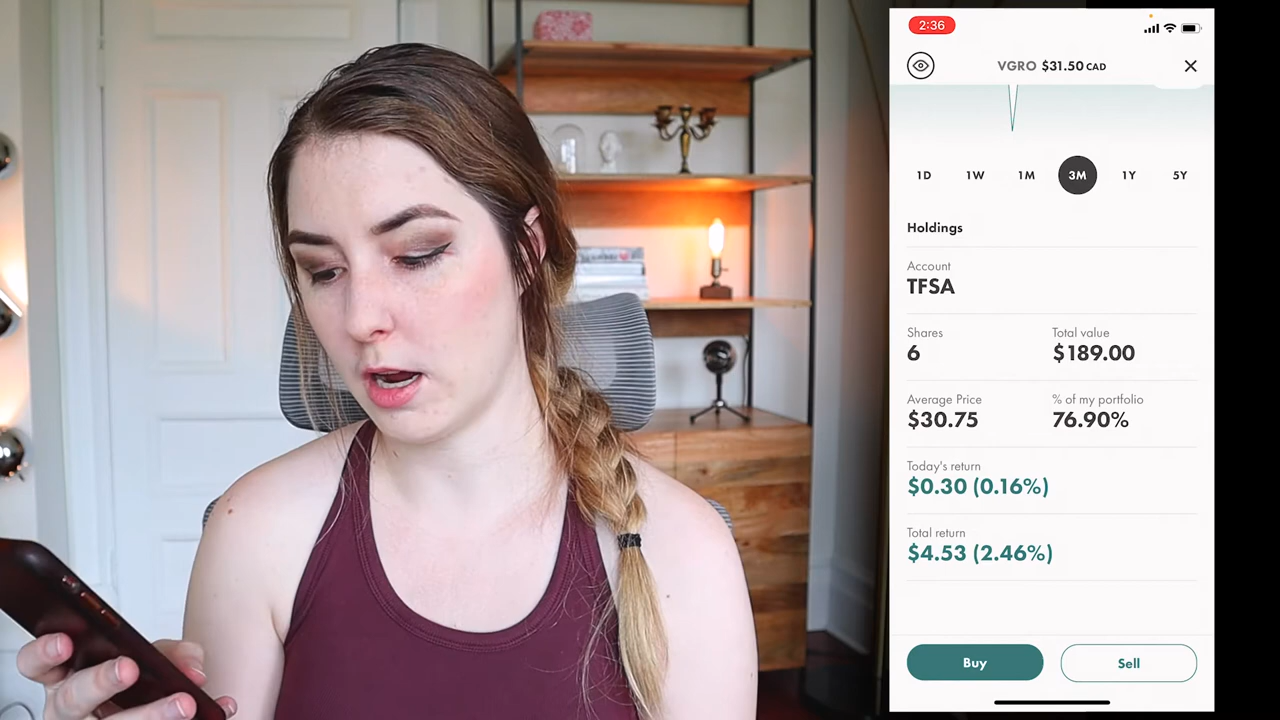 2:36
VGRO $31.50 CAD
1D 1W 1M 3M 1Y 5Y
Holdings
Account
TFSA
Shares Total value
6 $189.00
Average Price % of my portfolio
$30.75 76.90%
Today's return
$0.30 (0.16%)
Total return
$4.53 (2.46%)
Buy Sell